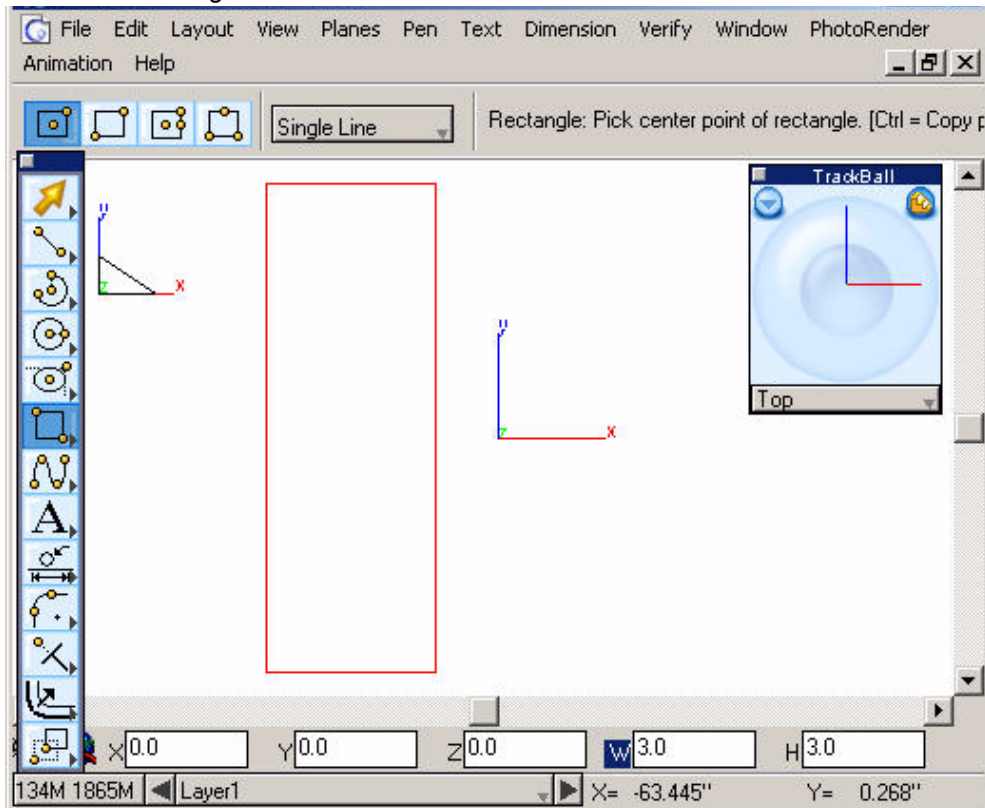 File Edit Layout View Planes Pen Text Dimension Verify Window PhotoRender
Animation Help
Single Line
Rectangle: Pick center point of rectangle. [Ctrl = Copy p
TrackBall
y
z x
y
z x
Top
A
X 0.0 Y 0.0 Z 0.0 W 3.0 H 3.0
134M 1865M Layer1 X= -63.445" Y= 0.268"